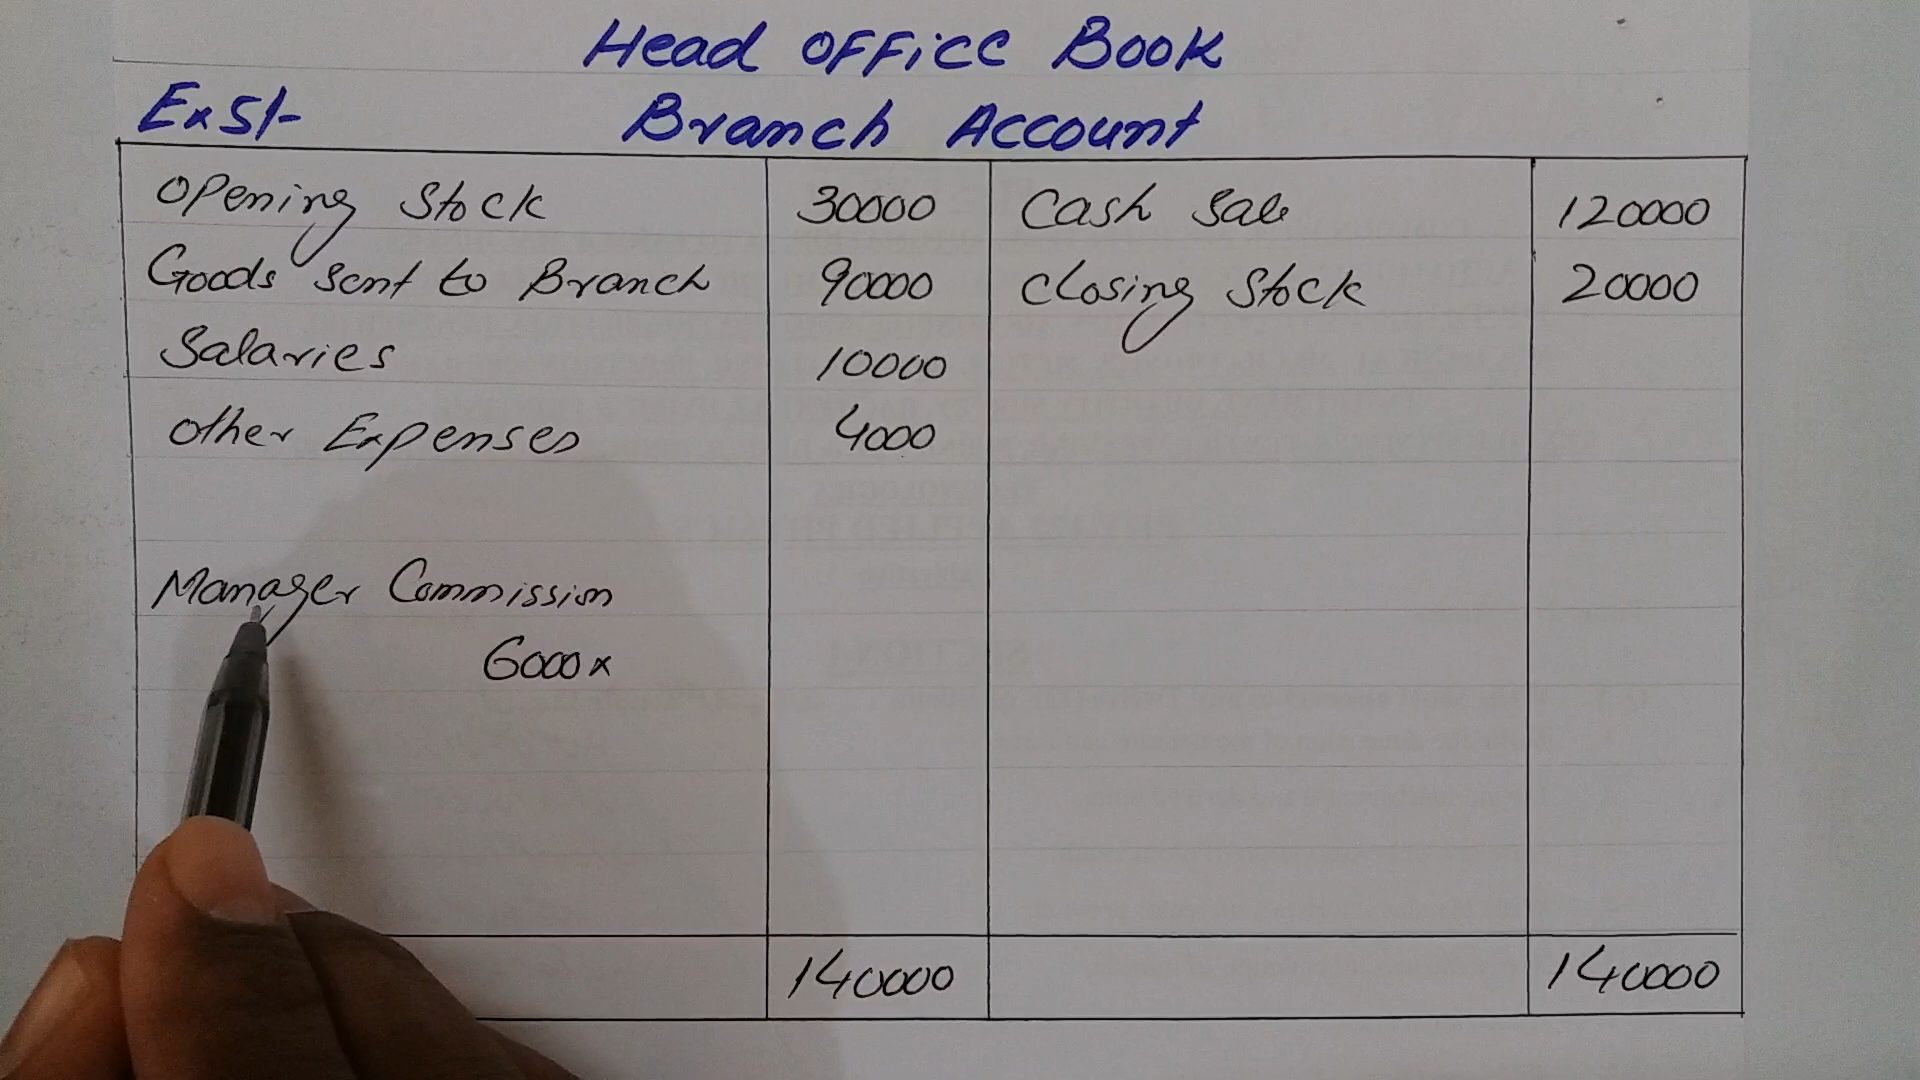 Head Office Book
Ex 5/- Branch Account
Opening Stock 30000 Cash Sale 120000
Goods Sent to Branch 90000 Closing Stock 20000
Salaries 10000
other Expenses 4000
Manager Commission
6000x
140000 140000